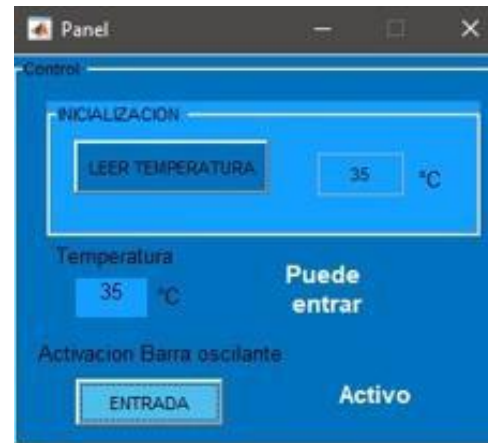 Panel
Control
INICIALIZACION
LEER TEMPERATURA
35
°C
Temperatura
35
°C
Puede
entrar
Activacion Barra oscilante
ENTRADA
Activo